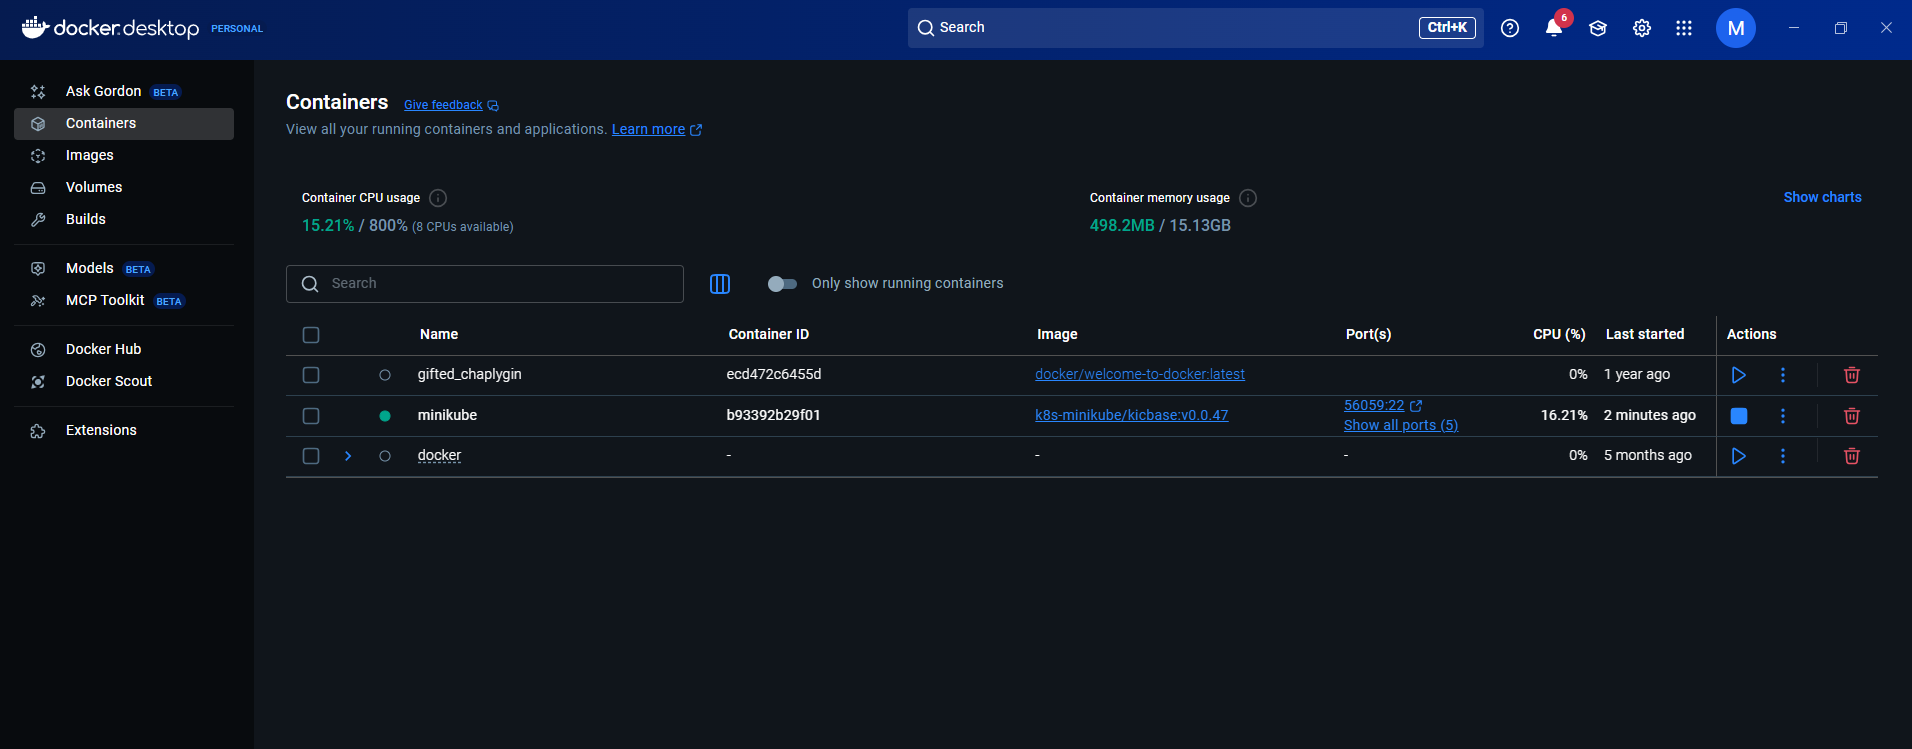 docker.desktop PERSONAL
Search Ctrl+K
6
M
Ask Gordon BETA
Containers
Images
Volumes
Builds
Models BETA
MCP Toolkit BETA
Docker Hub
Docker Scout
Extensions
Containers Give feedback
View all your running containers and applications. Learn more
Container CPU usage
15.21% / 800% (8 CPUs available)
Container memory usage
498.2MB / 15.13GB
Show charts
Search
Only show running containers
Name Container ID Image Port(s) CPU (%) Last started Actions
gifted_chaplygin ecd472c6455d docker/welcome-to-docker:latest 0% 1 year ago
minikube b93392b29f01 k8s-minikube/kicbase:v0.0.47 56059:22 16.21% 2 minutes ago
Show all ports (5)
docker - - - 0% 5 months ago